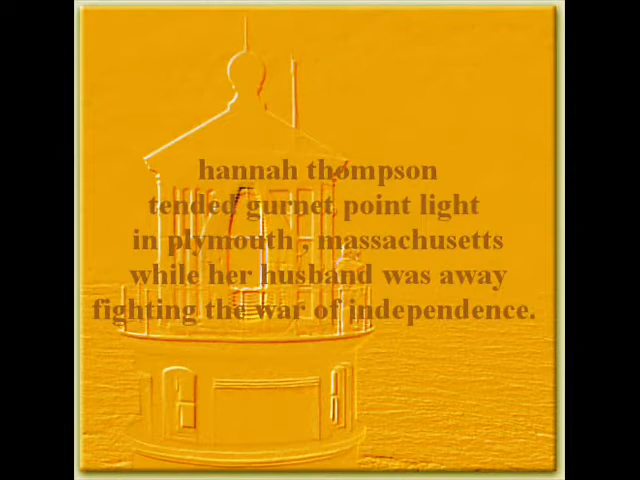 hannah thompson
tended gurnet point light
in plymouth, massachusetts
while her husband was away
fighting the war of independence.